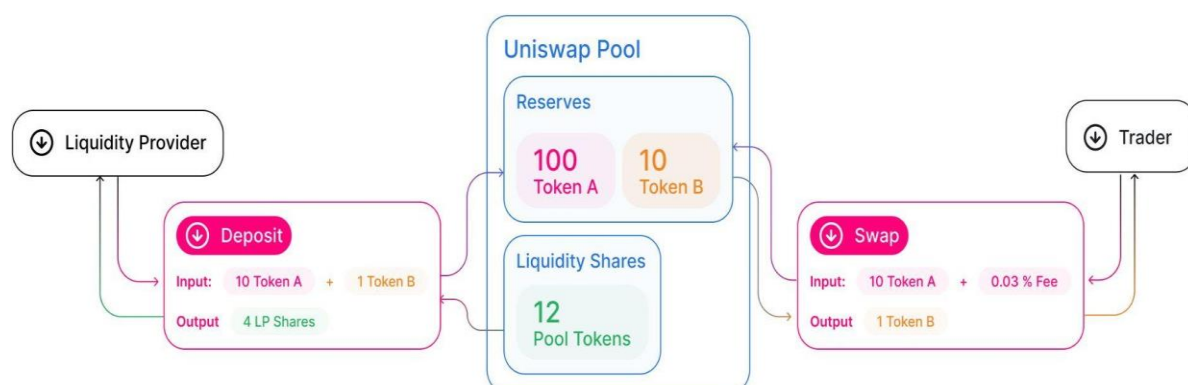 Liquidity Provider
Deposit
Input: 10 Token A + 1 Token B
Output 4 LP Shares
Uniswap Pool
Reserves
100
Token A
10
Token B
Liquidity Shares
12
Pool Tokens
Trader
Swap
Input: 10 Token A + 0.03 % Fee
Output 1 Token B